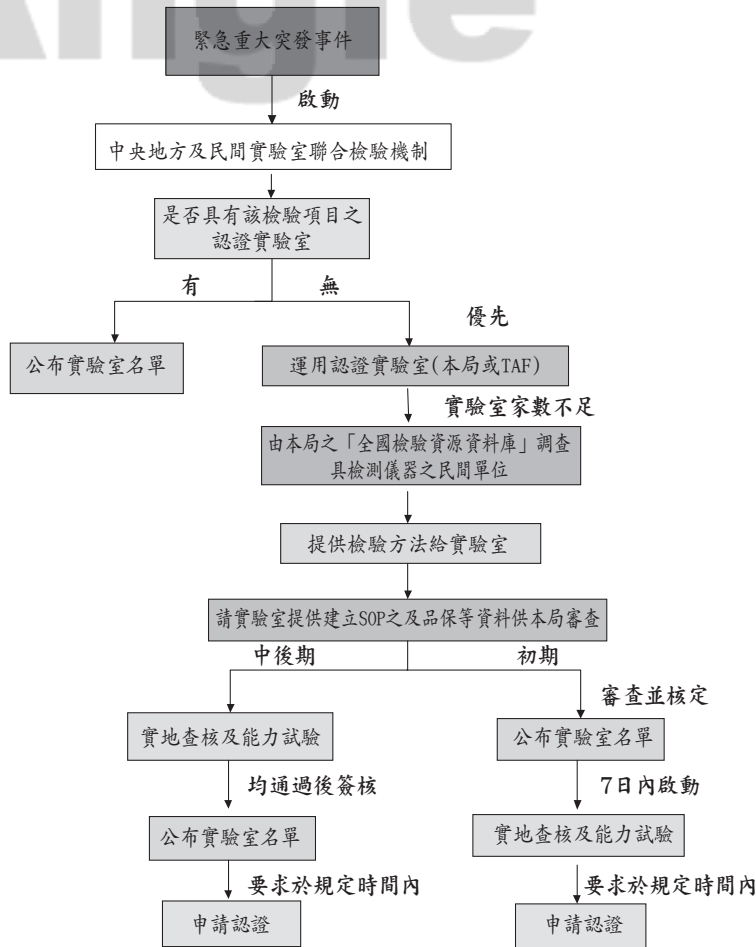 Angle
緊急重大突發事件
啟動
中央地方及民間實驗室聯合檢驗機制
是否具有該檢驗項目之
認證實驗室
有
無
優先
公布實驗室名單
運用認證實驗室(本局或TAF)
實驗室家數不足
由本局之「全國檢驗資源資料庫」調查
具檢測儀器之民間單位
提供檢驗方法給實驗室
請實驗室提供建立SOP之及品保等資料供本局審查
中後期
初期
審查並核定
實地查核及能力試驗
公布實驗室名單
均通過後簽核
7日內啟動
公布實驗室名單
實地查核及能力試驗
要求於規定時間內
要求於規定時間內
申請認證
申請認證